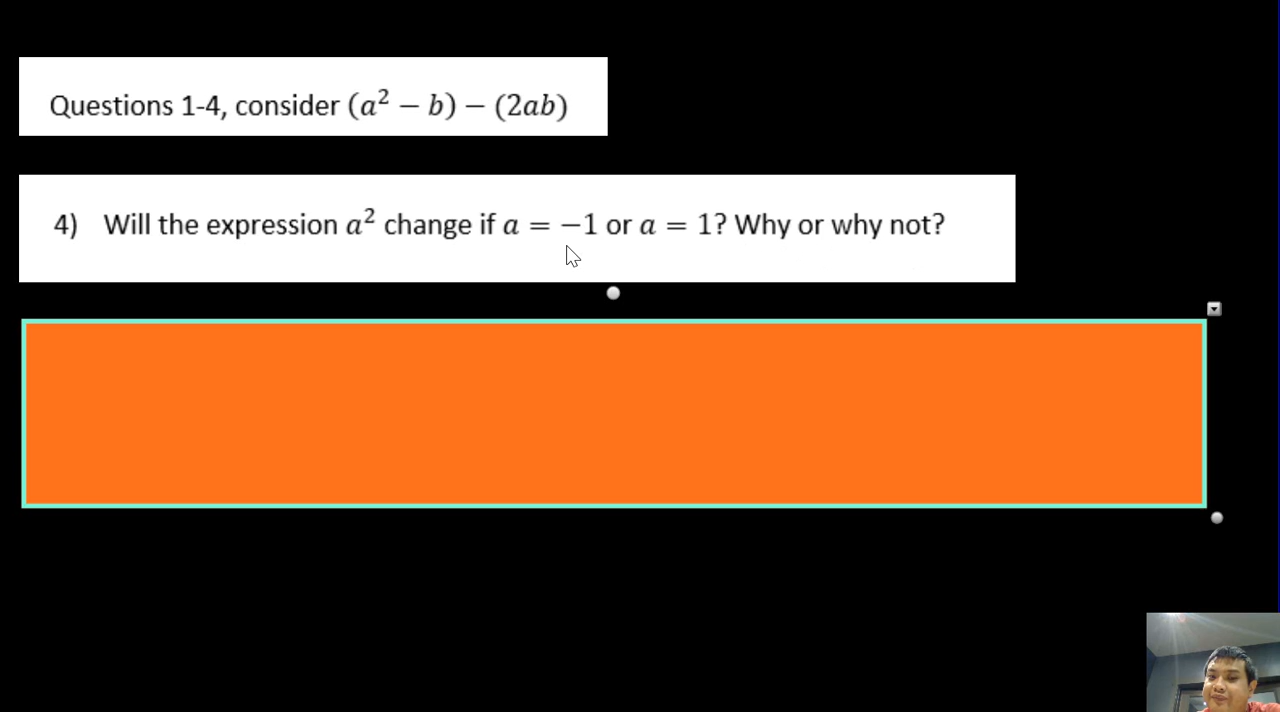 Questions 1-4, consider (a² − b) − (2ab)
4) Will the expression a² change if a = −1 or a = 1? Why or why not?